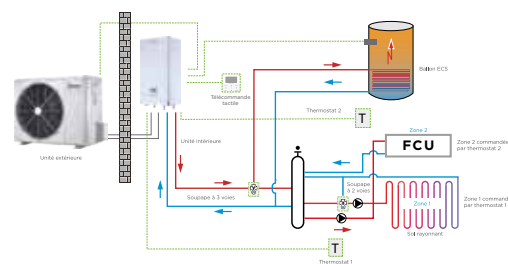 Ballon ECS
Télécommande
tactile
Thermostat 2
T
Unité intérieure
Zone 2
FCU
Zone 2 commandée
par thermostat 2
Unité extérieure
Soupape à 3 voies
Soupape
à 2 voies
Zone 1
Zone 1 command
par thermostat 1
Sol rayonnant
T
Thermostat 1